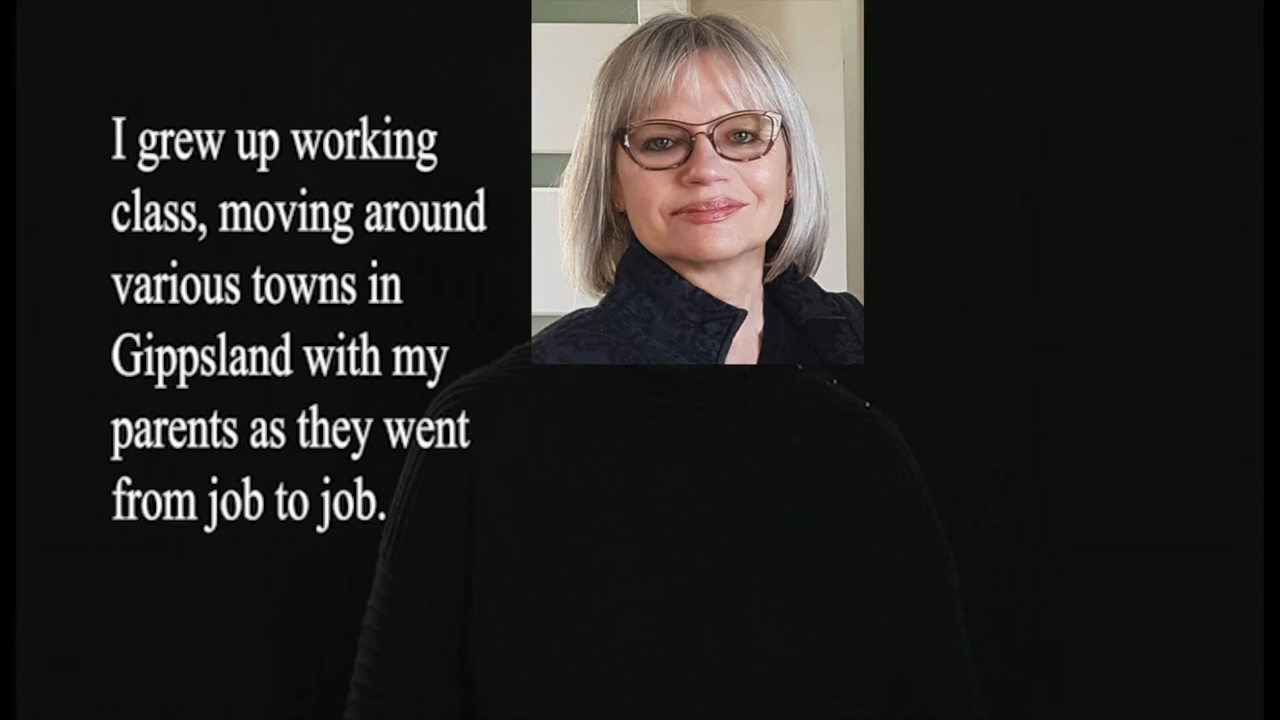 I grew up working
class, moving around
various towns in
Gippsland with my
parents as they went
from job to job.